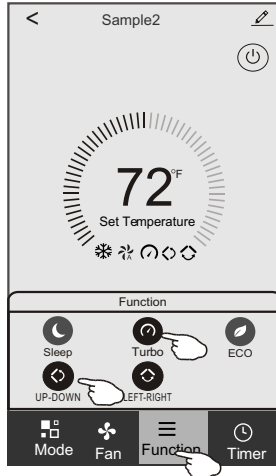 < Sample2
72°F
Set Temperature
A
Function
Sleep Turbo ECO
UP-DOWN LEFT-RIGHT
Mode Fan Function Timer